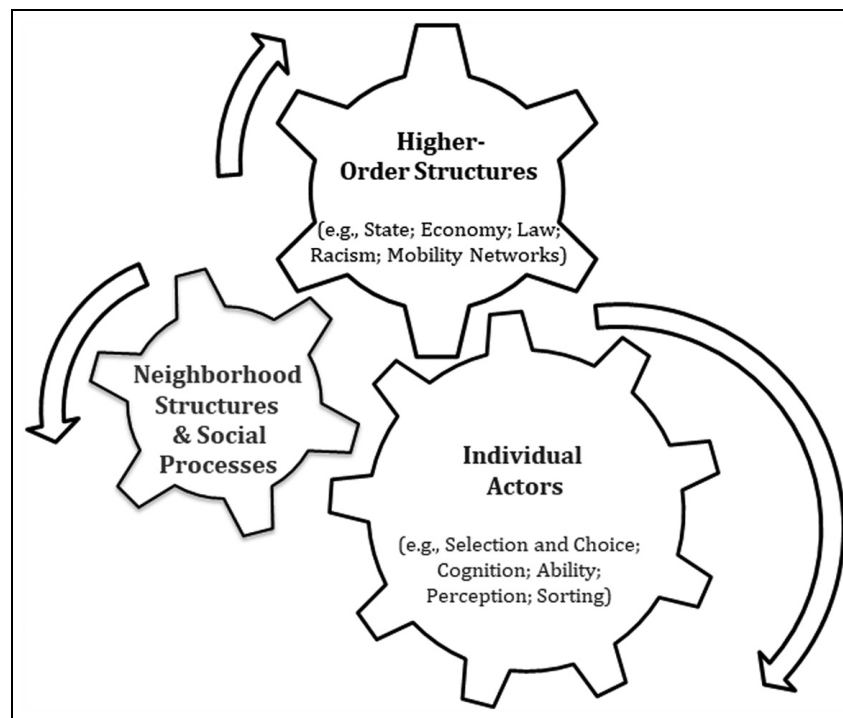 Higher-
Order Structures
(e.g., State; Economy; Law;
Racism; Mobility Networks)
Neighborhood
Structures
& Social
Processes
Individual
Actors
(e.g., Selection and Choice;
Cognition; Ability;
Perception; Sorting)